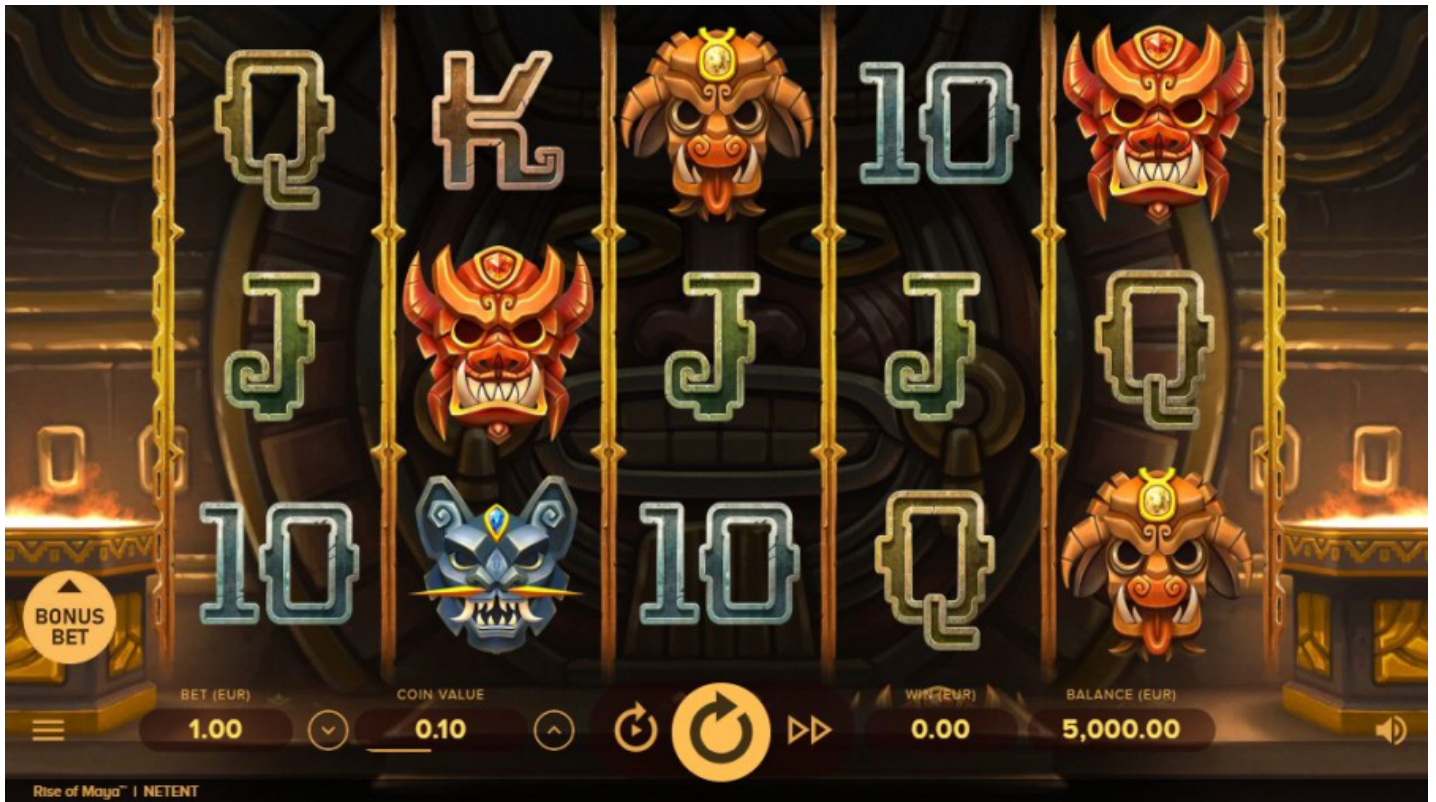 Q K 10
J J J Q
10 10 Q
BONUS
BET
BET (EUR) COIN VALUE WIN (EUR) BALANCE (EUR)
1.00 0.10 0.00 5,000.00
Rise of Maya™ | NETENT